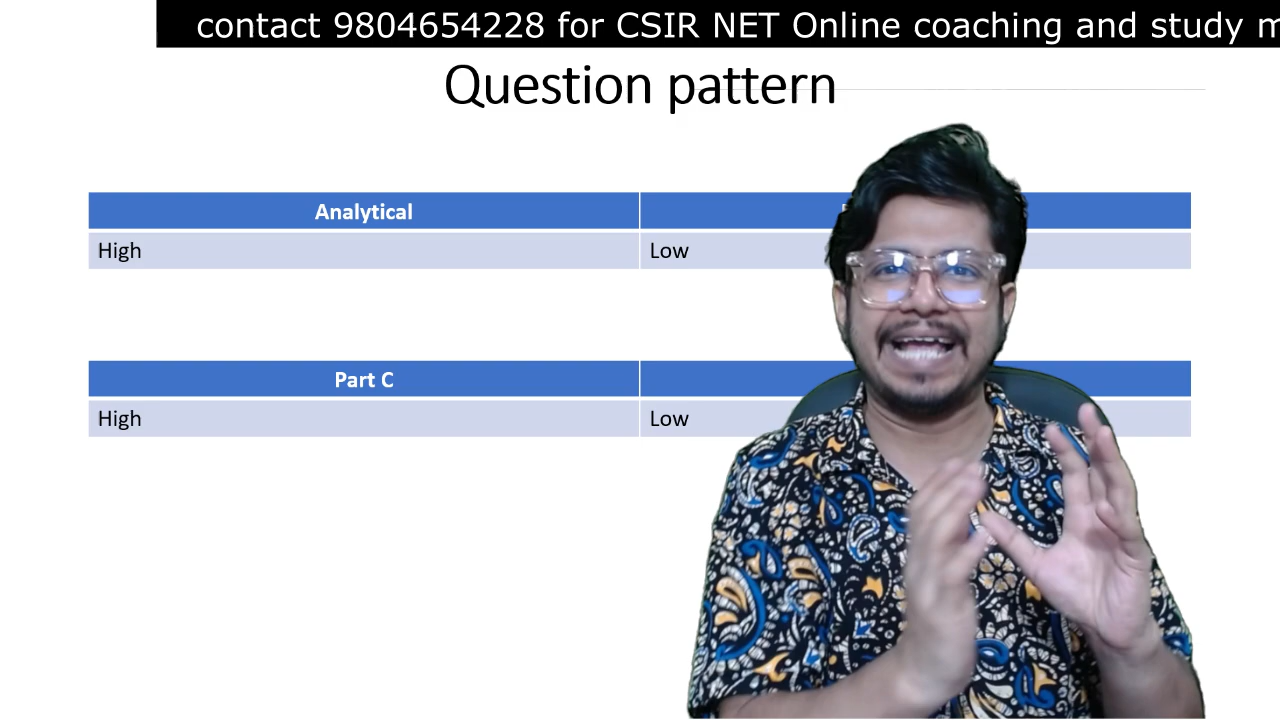 contact 9804654228 for CSIR NET Online coaching and study
Question pattern
Analytical
High Low
Part C
High Low